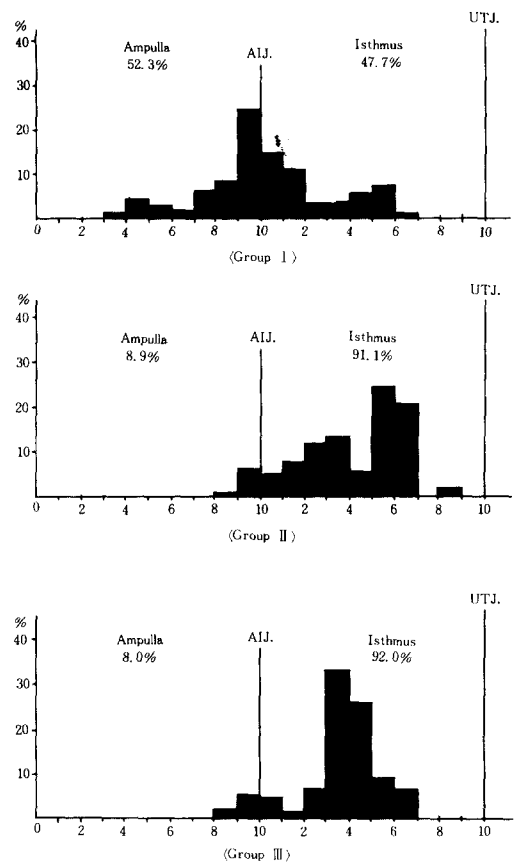 %
UTJ.
40
30
20
10
Ampulla
52.3%
AIJ.
Isthmus
47.7%
0 2 4 6 8 10 2 4 6 8 10
(Group I)
%
UTJ.
40
30
20
10
Ampulla
8.9%
AIJ.
Isthmus
91.1%
0 2 4 6 8 10 2 4 6 8 10
(Group II)
%
UTJ.
40
30
20
10
Ampulla
8.0%
AIJ.
Isthmus
92.0%
0 2 4 6 8 10 2 4 6 8 10
(Group III)